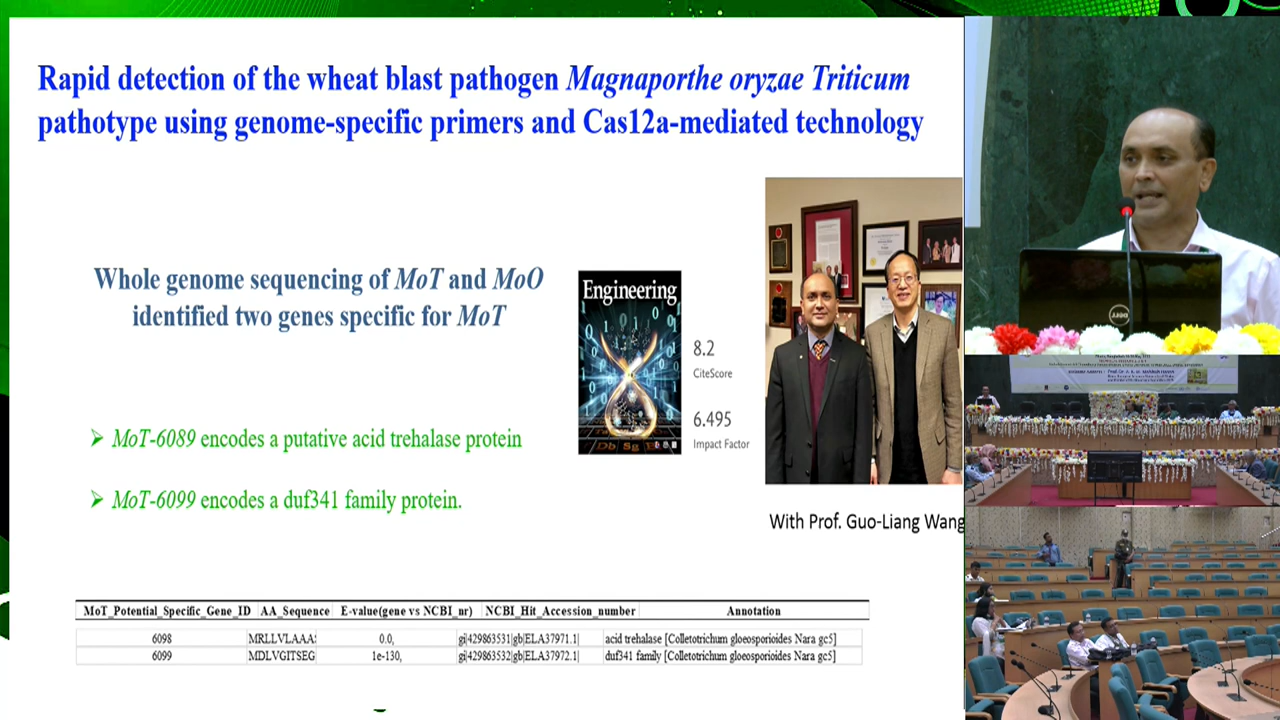 Rapid detection of the wheat blast pathogen Magnaporthe oryzae Triticum
pathotype using genome-specific primers and Cas12a-mediated technology
Whole genome sequencing of MoT and MoO
identified two genes specific for MoT
MoT-6089 encodes a putative acid trehalase protein
MoT-6099 encodes a duf341 family protein.
Engineering
8.2
CiteScore
6.495
Impact Factor
With Prof. Guo-Liang Wang
MoT_Potential_Specific_Gene_ID AA_Sequence E-value(gene vs NCBI_nr) NCBI_Hit_Accession_number Annotation
6098 MRLLVLAAA 0.0, gi|429863531|gb|ELA37971.1| acid trehalase [Colletotrichum gloeosporioides Nara gc5]
6099 MDLVGITSEG 1e-130, gi|429863532|gb|ELA37972.1| duf341 family [Colletotrichum gloeosporioides Nara gc5]
DELL